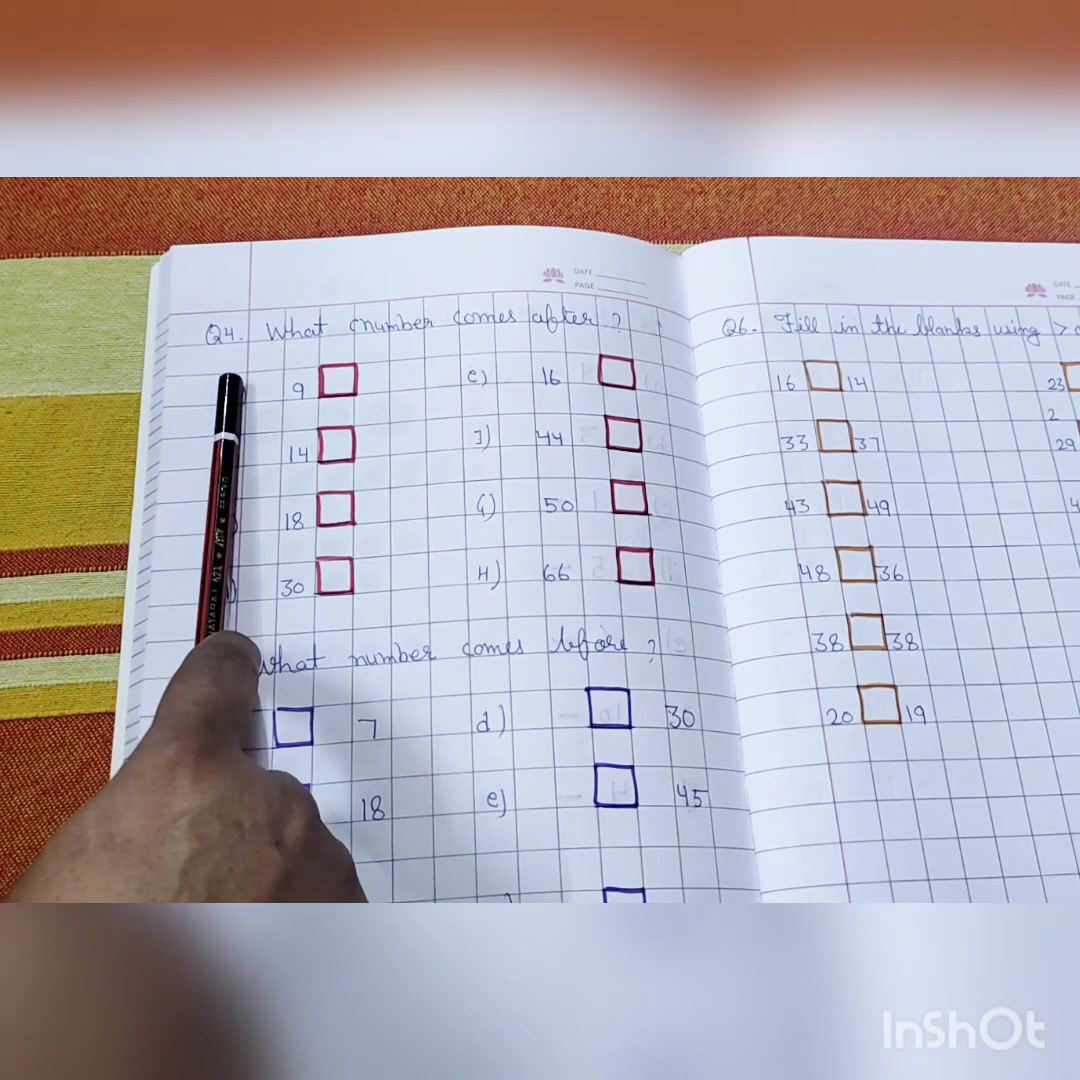 DATE
PAGE
Q4. What number comes after ?
9 e) 16
14 44
18 50
30 H) 66
What number comes before ?
7 d) 30
18 e) 45
DATE
PAGE
Q6. Fill in the blanks using >
16 14 23
2
33 37 29
43 49
48 36
38 38
20 19
InShOt